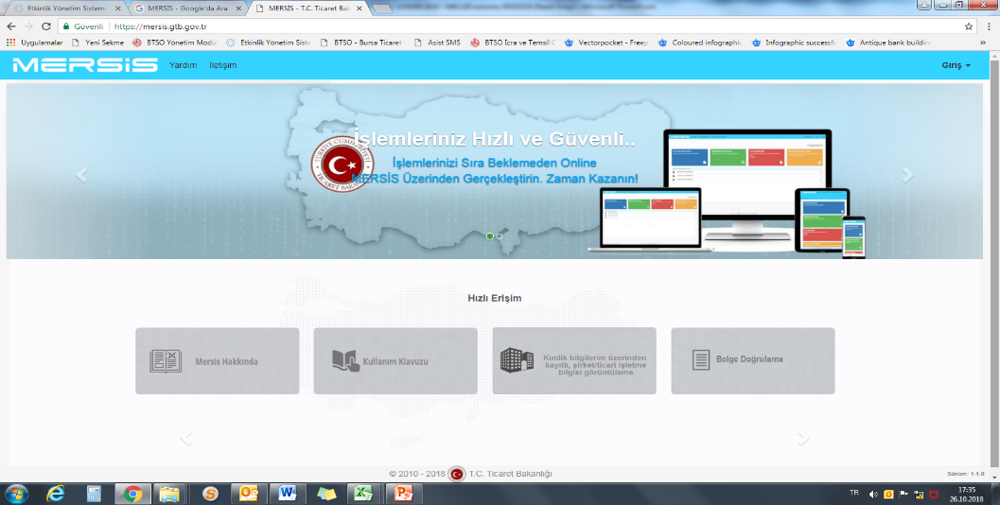 Etkinlik Yönetim Sistemi
MERSİS - Google'da Ara
MERSİS - T.C. Ticaret Bak
Güvenli | https://mersis.gtb.gov.tr
Uygulamalar Yeni Sekme BTSO Yönetim Modü Etkinlik Yönetim Siste BTSO - Bursa Ticaret Asist SMS BTSO İcra ve Temsil C Vectorpocket - Freep Coloured infographic Infographic successfu Antique bank buildin »
MERSİS Yardım İletişim Giriş
İşlemleriniz Hızlı ve Güvenli..
İşlemlerinizi Sıra Beklemeden Online
MERSİS Üzerinden Gerçekleştirin. Zaman Kazanın!
Hızlı Erişim
Mersis Hakkında
Kullanım Klavuzu
Kimlik bilgilerim üzerinden
kayıtlı, şirket/ticari işletme
bilgisi görüntüleme
Belge Doğrulama
© 2010 - 2018 T.C. Ticaret Bakanlığı
Sürüm: 1.1.0
TR
17:35
26.10.2018